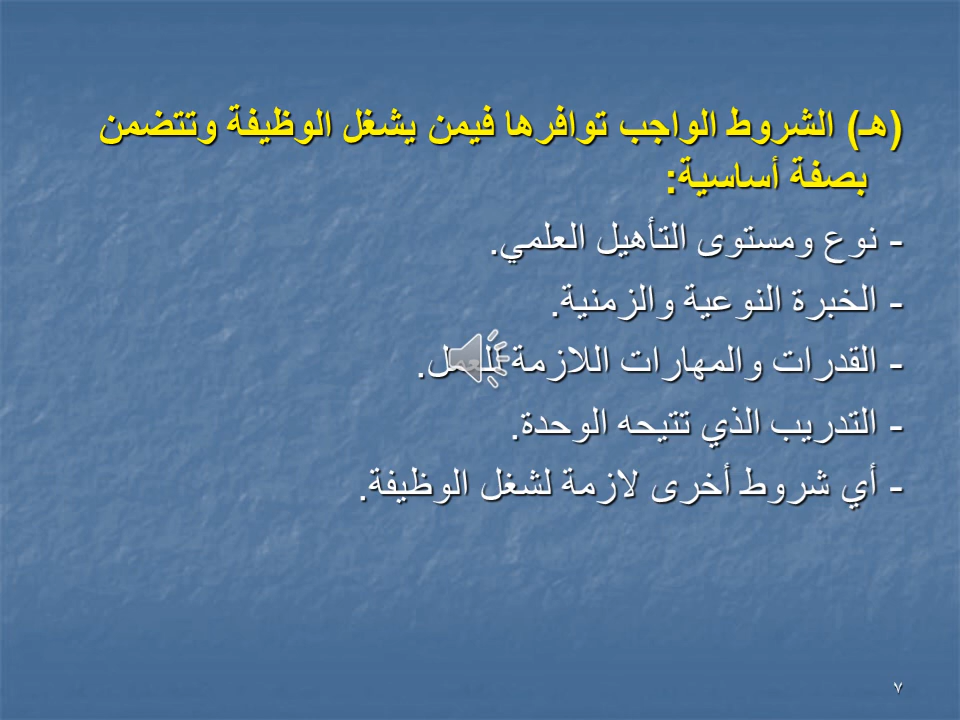 (هـ) الشروط الواجب توافرها فيمن يشغل الوظيفة وتتضمن
بصفة أساسية:
- نوع ومستوى التأهيل العلمي.
- الخبرة النوعية والزمنية.
- القدرات والمهارات اللازمة للعمل.
- التدريب الذي تتيحه الوحدة.
- أي شروط أخرى لازمة لشغل الوظيفة.
٧